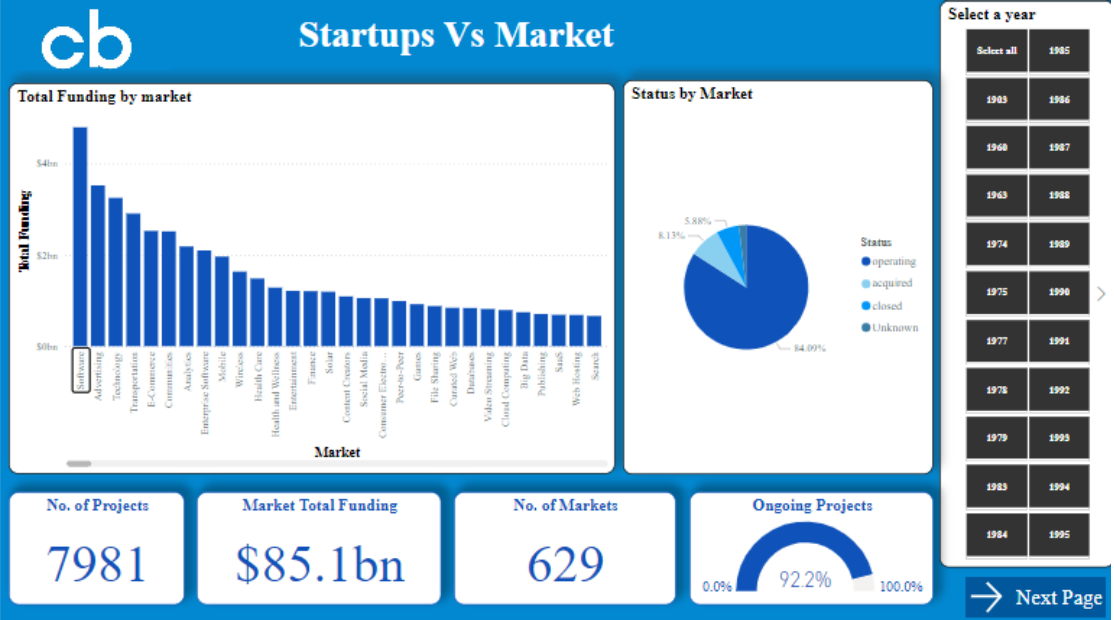 cb
Startups Vs Market
Select a year
Select all
1985
1903
1986
1960
1987
1963
1988
1974
1989
1975
1990
1977
1991
1978
1992
1979
1993
1983
1994
1984
1995
Total Funding by market
Total Funding
$4bn
$2bn
$0bn
Software
Advertising
Technology
Transportation
E-Commerce
Communities
Analytics
Enterprise Software
Mobile
Wireless
Health Care
Health and Wellness
Entertainment
Finance
Solar
Content Creators
Social Media
Consumer Electro...
Peer-to-Peer
Games
File Sharing
Curated Web
Databases
Video Streaming
Cloud Computing
Big Data
Publishing
SaaS
Web Hosting
Search
Market
Status by Market
5.88%
8.13%
84.09%
Status
operating
acquired
closed
Unknown
No. of Projects
7981
Market Total Funding
$85.1bn
No. of Markets
629
Ongoing Projects
0.0%
92.2%
100.0%
Next Page